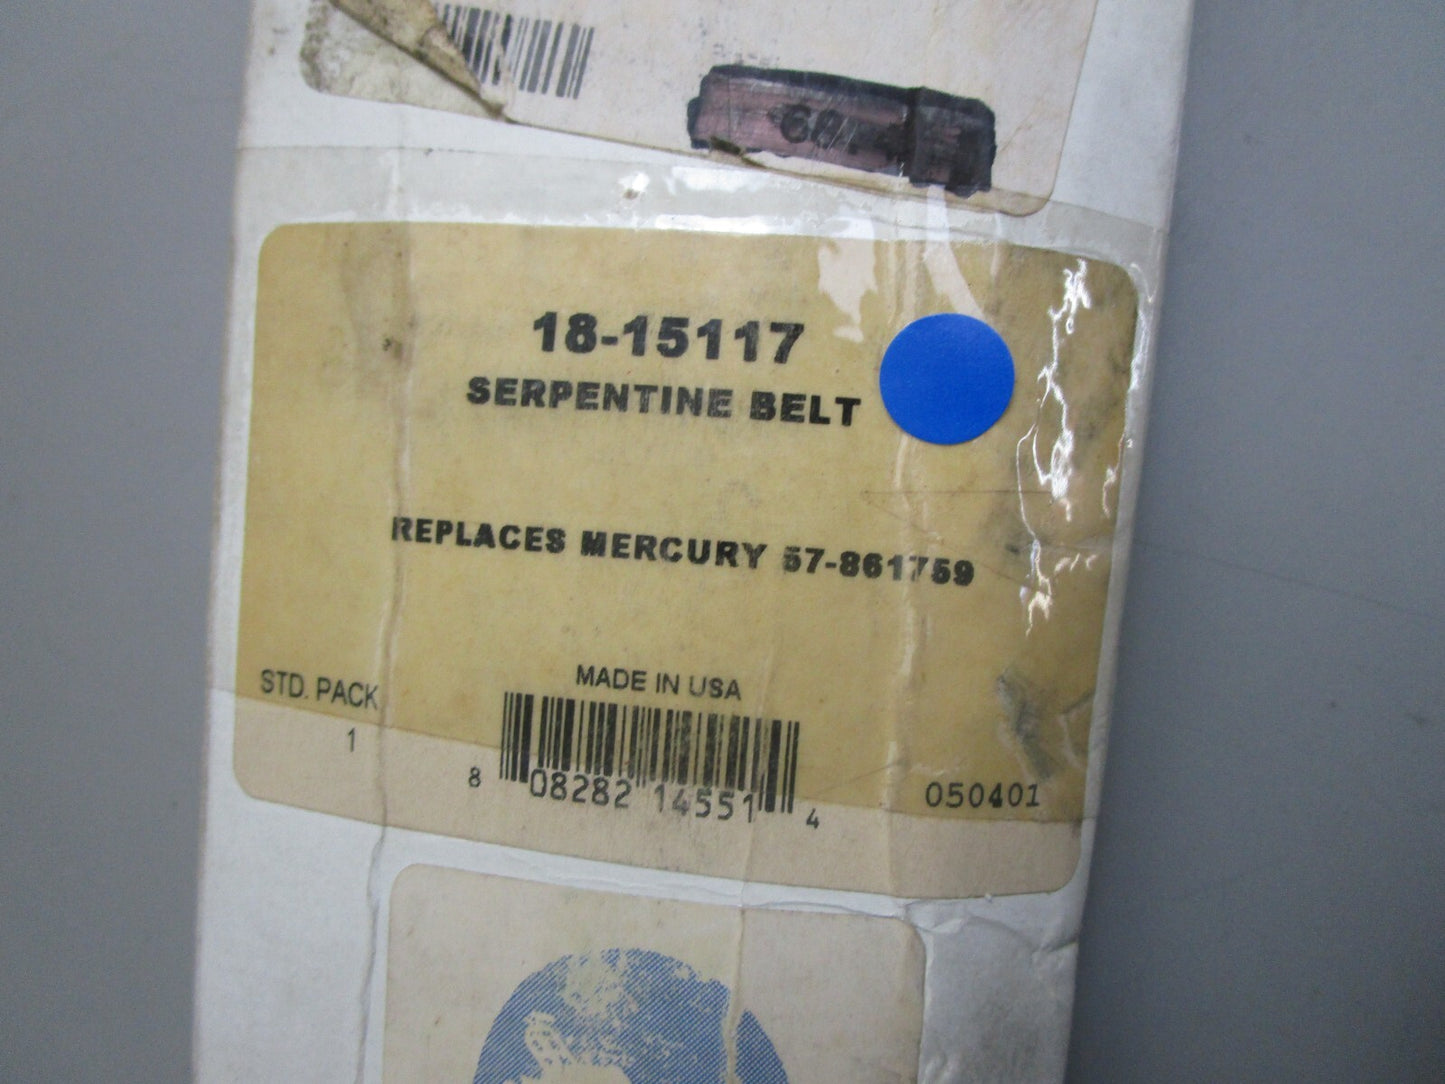 18-15117
SERPENTINE BELT
REPLACES MERCURY 57-861759
MADE IN USA
STD. PACK
1
8 08282 14551 4
050401